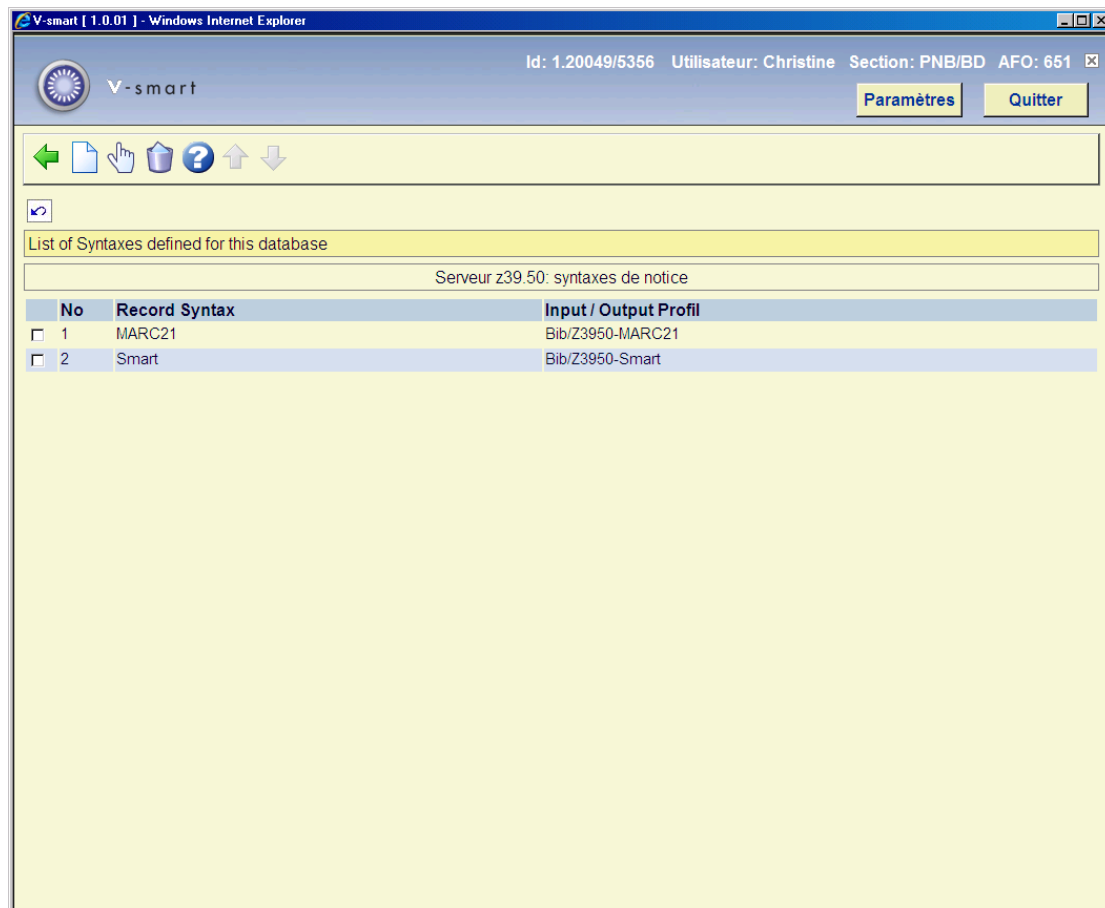 V-smart [ 1.0.01 ] - Windows Internet Explorer
Id: 1.20049/5356 Utilisateur: Christine Section: PNB/BD AFO: 651
V-smart
Paramètres Quitter
List of Syntaxes defined for this database
Serveur z39.50: syntaxes de notice
No Record Syntax Input / Output Profil
1 MARC21 Bib/Z3950-MARC21
2 Smart Bib/Z3950-Smart